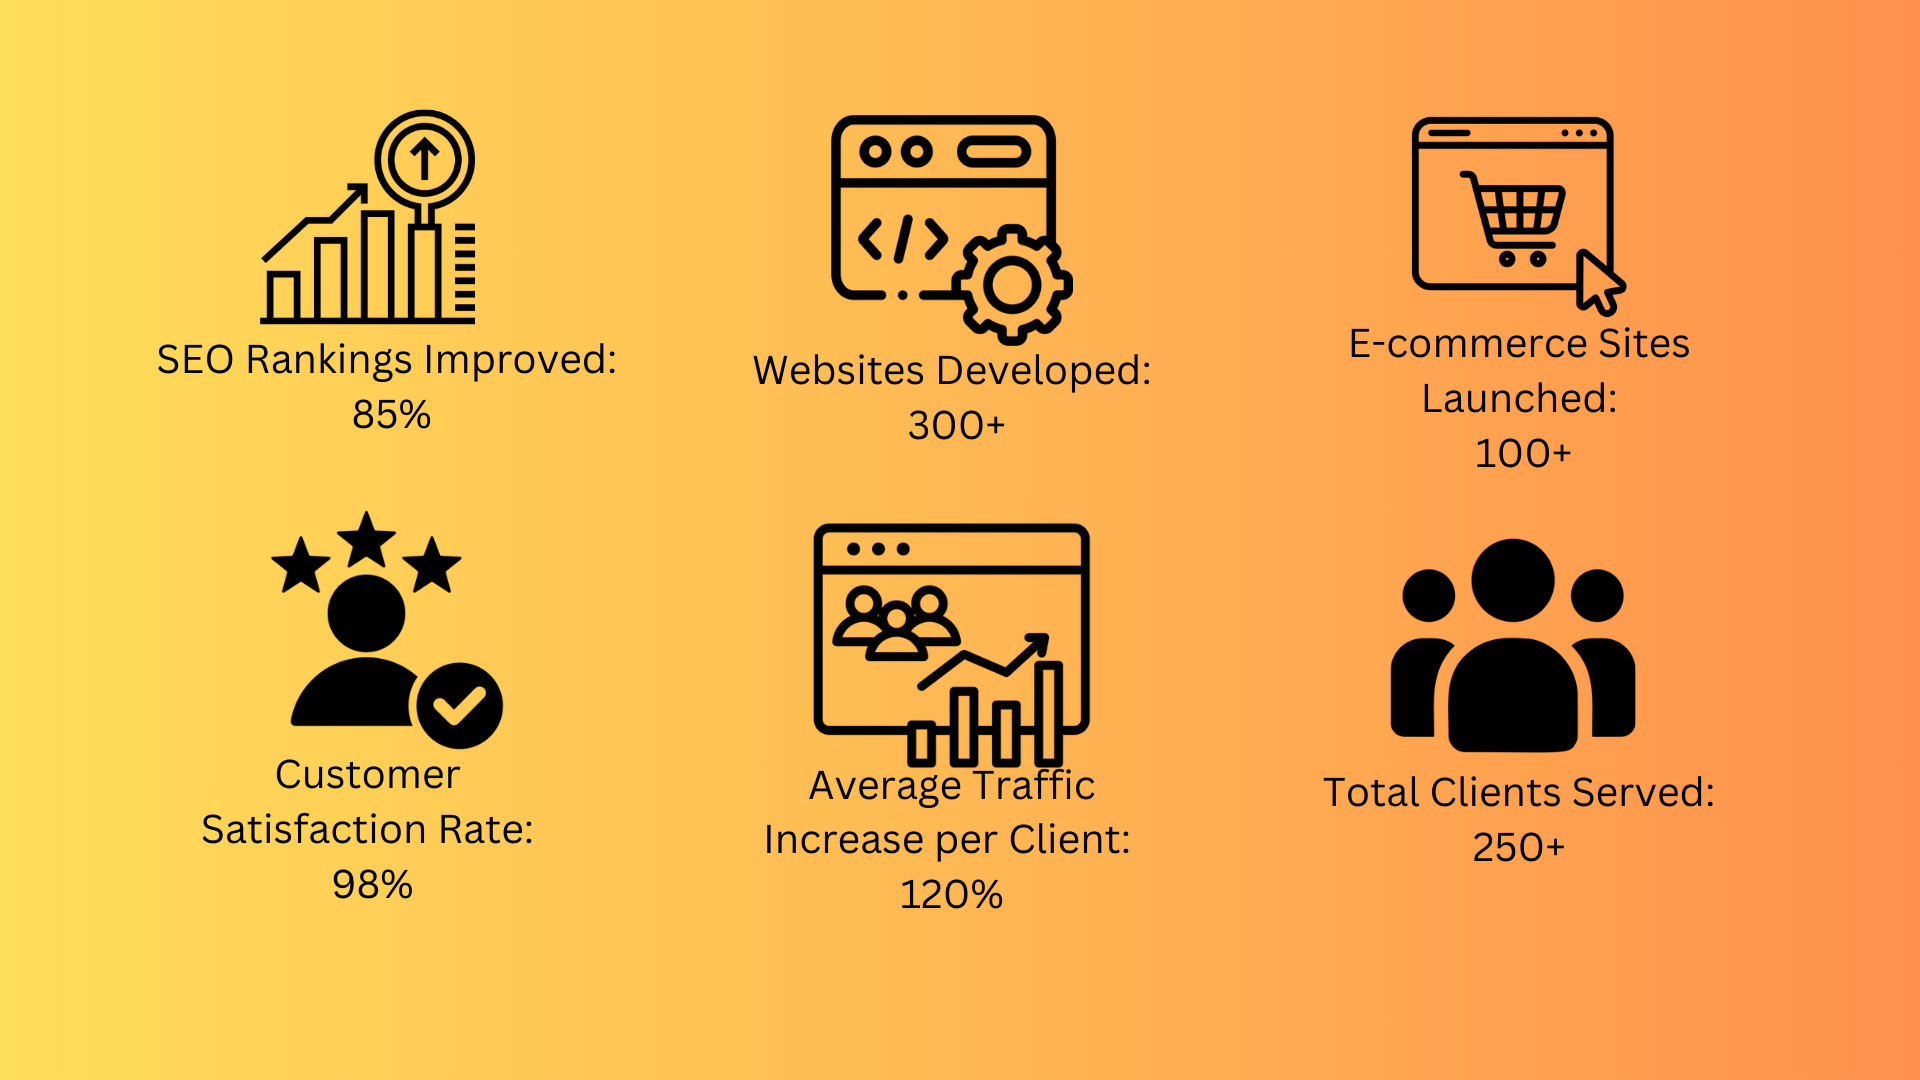 SEO Rankings Improved:
85%
Websites Developed:
300+
E-commerce Sites
Launched:
100+
Customer
Satisfaction Rate:
98%
Average Traffic
Increase per Client:
120%
Total Clients Served:
250+